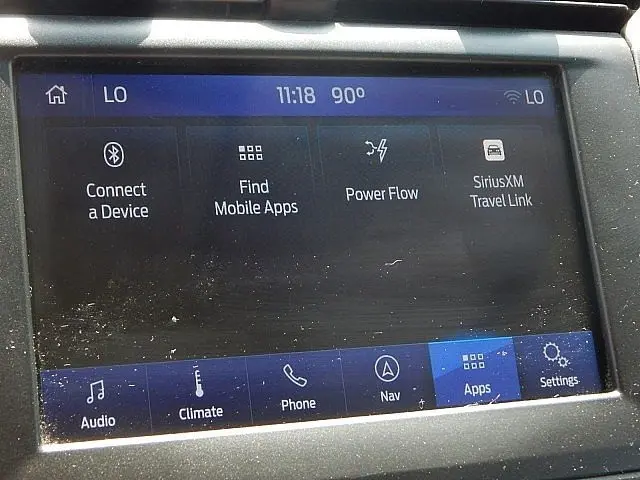 LO 11:18 90° LO
Connect
a Device
Find
Mobile Apps
Power Flow
SiriusXM
Travel Link
Audio
Climate
Phone
Nav
Apps
Settings